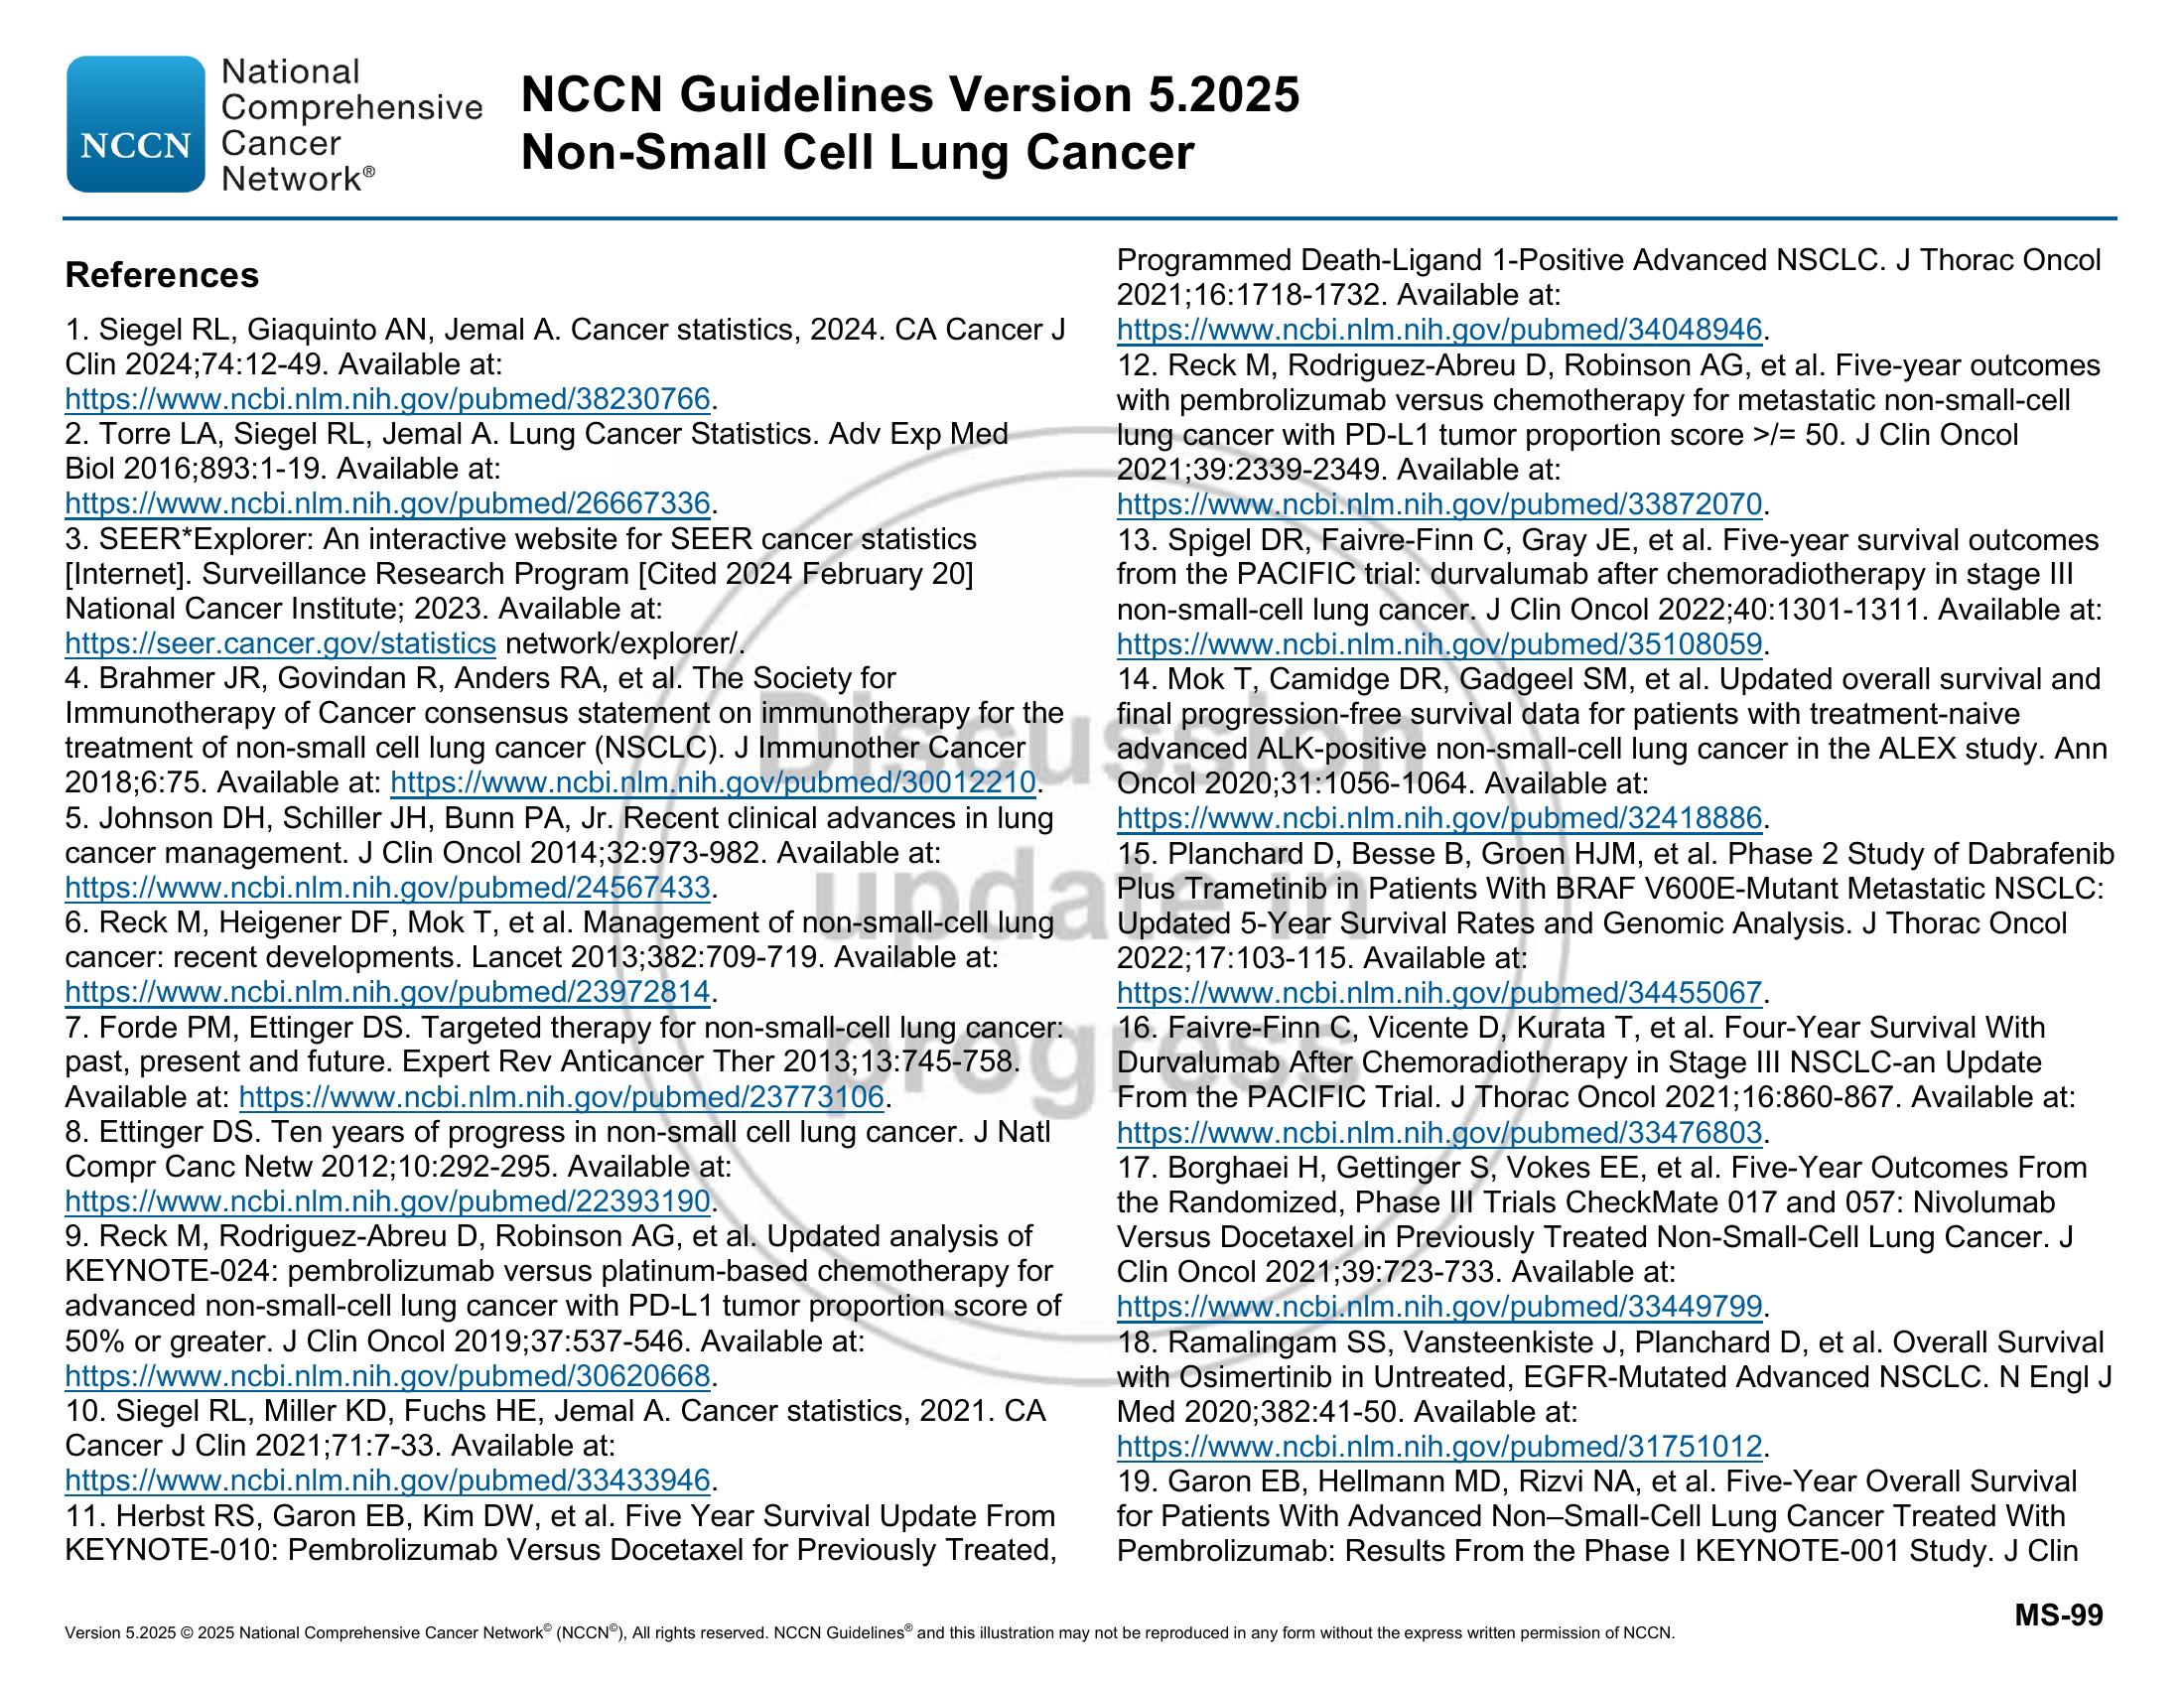 NCCN
National
Comprehensive
Cancer
Network®
NCCN Guidelines Version 5.2025
Non-Small Cell Lung Cancer
References
1. Siegel RL, Giaquinto AN, Jemal A. Cancer statistics, 2024. CA Cancer J
Clin 2024;74:12-49. Available at:
https://www.ncbi.nlm.nih.gov/pubmed/38230766.
2. Torre LA, Siegel RL, Jemal A. Lung Cancer Statistics. Adv Exp Med
Biol 2016;893:1-19. Available at:
https://www.ncbi.nlm.nih.gov/pubmed/26667336.
3. SEER*Explorer: An interactive website for SEER cancer statistics
[Internet]. Surveillance Research Program [Cited 2024 February 20]
National Cancer Institute; 2023. Available at:
https://seer.cancer.gov/statistics network/explorer/.
4. Brahmer JR, Govindan R, Anders RA, et al. The Society for
Immunotherapy of Cancer consensus statement on immunotherapy for the
treatment of non-small cell lung cancer (NSCLC). J Immunother Cancer
2018;6:75. Available at: https://www.ncbi.nlm.nih.gov/pubmed/30012210.
5. Johnson DH, Schiller JH, Bunn PA, Jr. Recent clinical advances in lung
cancer management. J Clin Oncol 2014;32:973-982. Available at:
https://www.ncbi.nlm.nih.gov/pubmed/24567433.
6. Reck M, Heigener DF, Mok T, et al. Management of non-small-cell lung
cancer: recent developments. Lancet 2013;382:709-719. Available at:
https://www.ncbi.nlm.nih.gov/pubmed/23972814.
7. Forde PM, Ettinger DS. Targeted therapy for non-small-cell lung cancer:
past, present and future. Expert Rev Anticancer Ther 2013;13:745-758.
Available at: https://www.ncbi.nlm.nih.gov/pubmed/23773106.
8. Ettinger DS. Ten years of progress in non-small cell lung cancer. J Natl
Compr Canc Netw 2012;10:292-295. Available at:
https://www.ncbi.nlm.nih.gov/pubmed/22393190.
9. Reck M, Rodriguez-Abreu D, Robinson AG, et al. Updated analysis of
KEYNOTE-024: pembrolizumab versus platinum-based chemotherapy for
advanced non-small-cell lung cancer with PD-L1 tumor proportion score of
50% or greater. J Clin Oncol 2019;37:537-546. Available at:
https://www.ncbi.nlm.nih.gov/pubmed/30620668.
10. Siegel RL, Miller KD, Fuchs HE, Jemal A. Cancer statistics, 2021. CA
Cancer J Clin 2021;71:7-33. Available at:
https://www.ncbi.nlm.nih.gov/pubmed/33433946.
11. Herbst RS, Garon EB, Kim DW, et al. Five Year Survival Update From
KEYNOTE-010: Pembrolizumab Versus Docetaxel for Previously Treated,
Programmed Death-Ligand 1-Positive Advanced NSCLC. J Thorac Oncol
2021;16:1718-1732. Available at:
https://www.ncbi.nlm.nih.gov/pubmed/34048946.
12. Reck M, Rodriguez-Abreu D, Robinson AG, et al. Five-year outcomes
with pembrolizumab versus chemotherapy for metastatic non-small-cell
lung cancer with PD-L1 tumor proportion score >/= 50. J Clin Oncol
2021;39:2339-2349. Available at:
https://www.ncbi.nlm.nih.gov/pubmed/33872070.
13. Spigel DR, Faivre-Finn C, Gray JE, et al. Five-year survival outcomes
from the PACIFIC trial: durvalumab after chemoradiotherapy in stage III
non-small-cell lung cancer. J Clin Oncol 2022;40:1301-1311. Available at:
https://www.ncbi.nlm.nih.gov/pubmed/35108059.
14. Mok T, Camidge DR, Gadgeel SM, et al. Updated overall survival and
final progression-free survival data for patients with treatment-naive
advanced ALK-positive non-small-cell lung cancer in the ALEX study. Ann
Oncol 2020;31:1056-1064. Available at:
https://www.ncbi.nlm.nih.gov/pubmed/32418886.
15. Planchard D, Besse B, Groen HJM, et al. Phase 2 Study of Dabrafenib
Plus Trametinib in Patients With BRAF V600E-Mutant Metastatic NSCLC:
Updated 5-Year Survival Rates and Genomic Analysis. J Thorac Oncol
2022;17:103-115. Available at:
https://www.ncbi.nlm.nih.gov/pubmed/34455067.
16. Faivre-Finn C, Vicente D, Kurata T, et al. Four-Year Survival With
Durvalumab After Chemoradiotherapy in Stage III NSCLC-an Update
From the PACIFIC Trial. J Thorac Oncol 2021;16:860-867. Available at:
https://www.ncbi.nlm.nih.gov/pubmed/33476803.
17. Borghaei H, Gettinger S, Vokes EE, et al. Five-Year Outcomes From
the Randomized, Phase III Trials CheckMate 017 and 057: Nivolumab
Versus Docetaxel in Previously Treated Non-Small-Cell Lung Cancer. J
Clin Oncol 2021;39:723-733. Available at:
https://www.ncbi.nlm.nih.gov/pubmed/33449799.
18. Ramalingam SS, Vansteenkiste J, Planchard D, et al. Overall Survival
with Osimertinib in Untreated, EGFR-Mutated Advanced NSCLC. N Engl J
Med 2020;382:41-50. Available at:
https://www.ncbi.nlm.nih.gov/pubmed/31751012.
19. Garon EB, Hellmann MD, Rizvi NA, et al. Five-Year Overall Survival
for Patients With Advanced Non–Small-Cell Lung Cancer Treated With
Pembrolizumab: Results From the Phase I KEYNOTE-001 Study. J Clin
Discussion
update in
progress
MS-99
Version 5.2025 © 2025 National Comprehensive Cancer Network© (NCCN©), All rights reserved. NCCN Guidelines® and this illustration may not be reproduced in any form without the express written permission of NCCN.